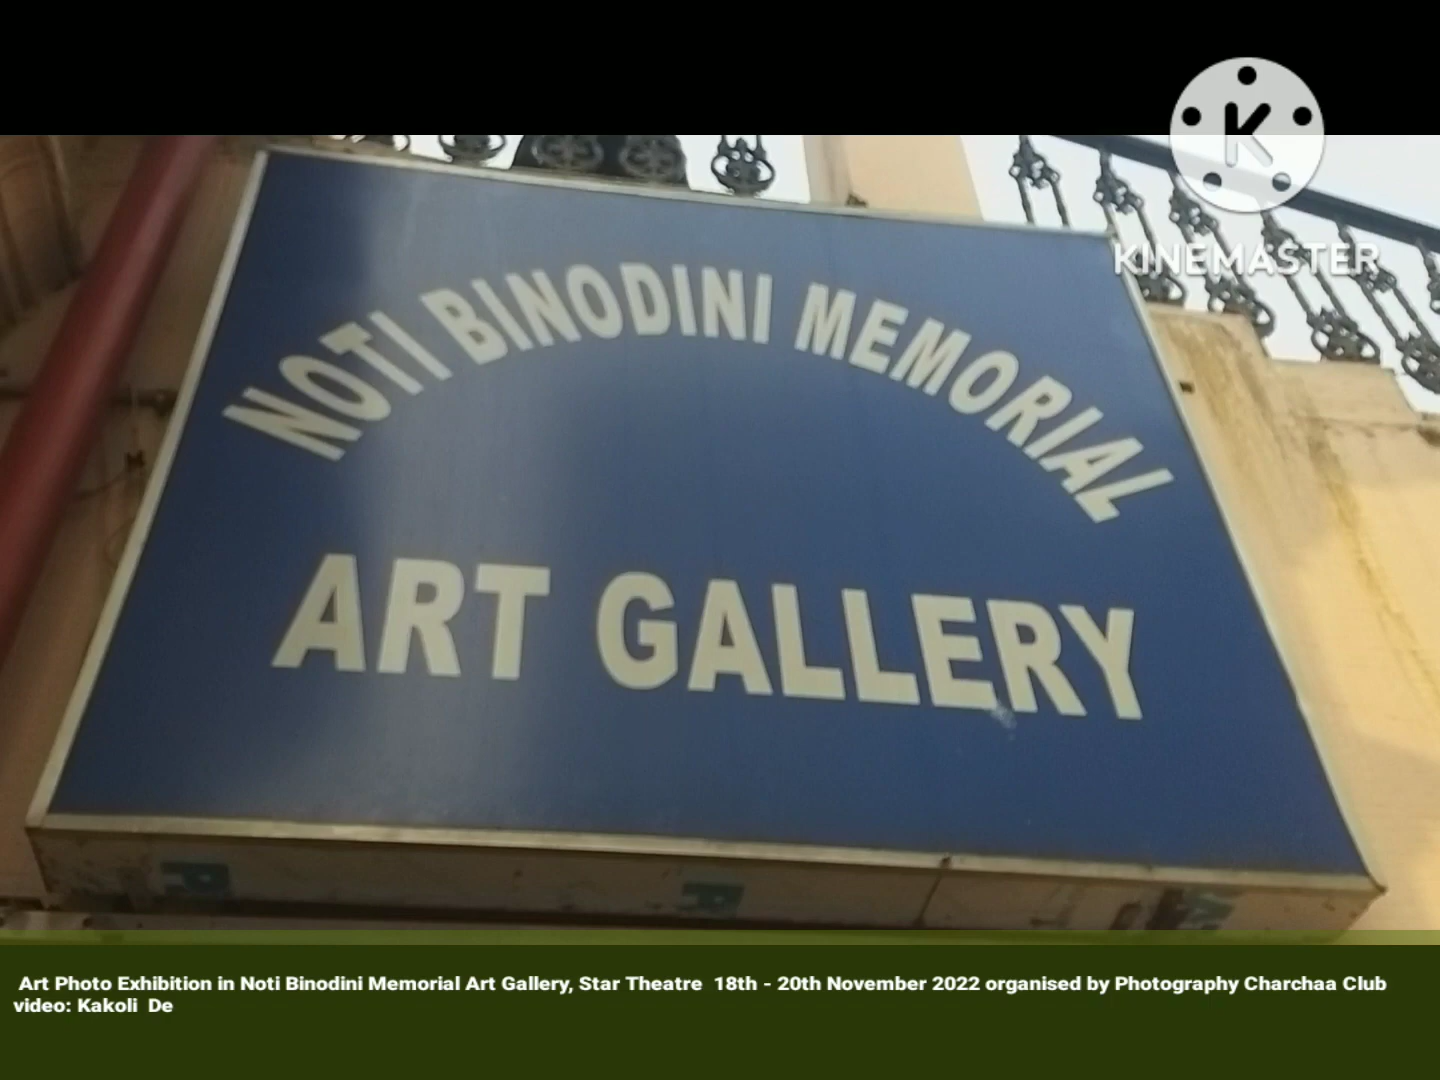 K
KINEMASTER
NOTI BINODINI MEMORIAL
ART GALLERY
Art Photo Exhibition in Noti Binodini Memorial Art Gallery, Star Theatre 18th - 20th November 2022 organised by Photography Charchaa Club
video: Kakoli De